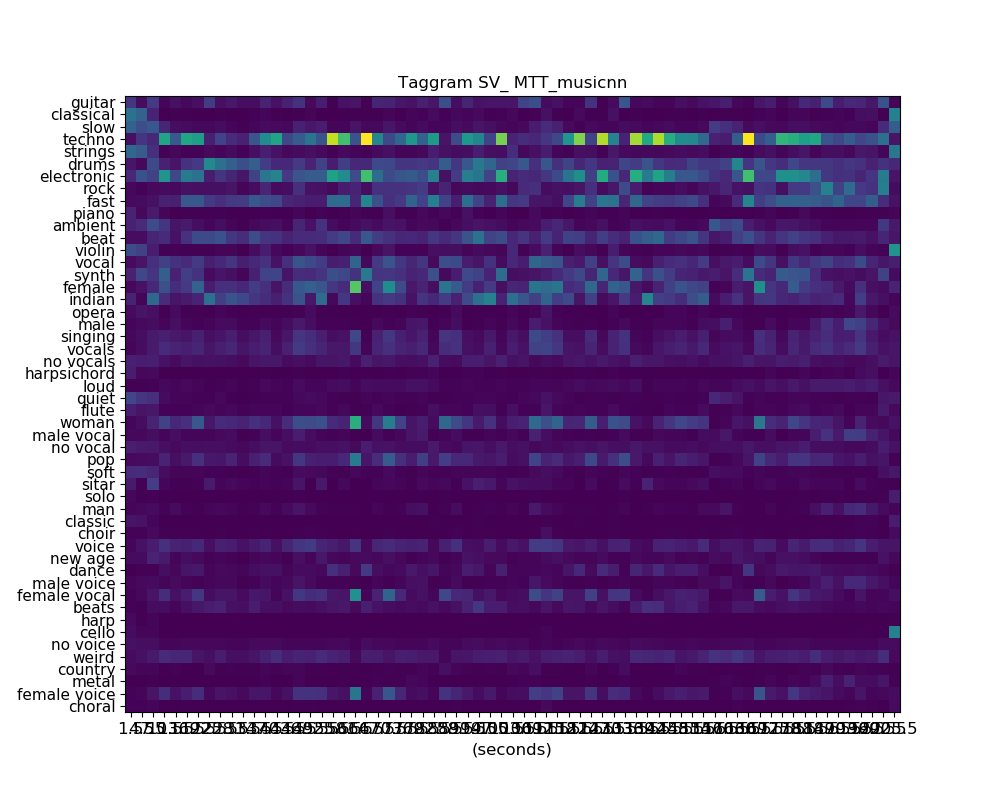 Taggram SV_ MTT_musicnn
guitar
classical
slow
techno
strings
drums
electronic
rock
fast
piano
ambient
beat
violin
vocal
synth
female
indian
opera
male
singing
vocals
no vocals
harpsichord
loud
quiet
flute
woman
male vocal
no vocal
pop
soft
sitar
solo
man
classic
choir
voice
new age
dance
male voice
female vocal
beats
harp
cello
no voice
weird
country
metal
female voice
choral
(seconds)